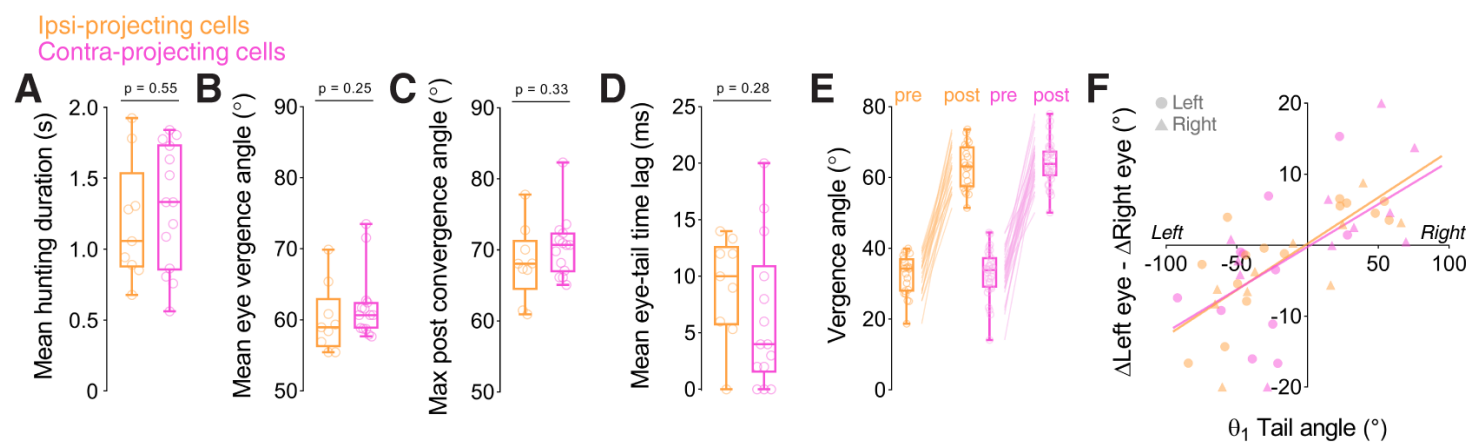 Ipsi-projecting cells
Contra-projecting cells
A
Mean hunting duration (s)
p = 0.55
2.0
1.5
1.0
0.5
0
B
Mean eye vergence angle (°)
p = 0.25
90
80
70
60
50
C
Max post convergence angle (°)
p = 0.33
90
80
70
60
50
D
Mean eye-tail time lag (ms)
p = 0.28
25
20
15
10
5
0
E
Vergence angle (°)
pre post pre post
80
60
40
20
0
F
ΔLeft eye - ΔRight eye (°)
Left
Right
20
10
-10
-20
Left
Right
-100 -50 50 100
θ1 Tail angle (°)